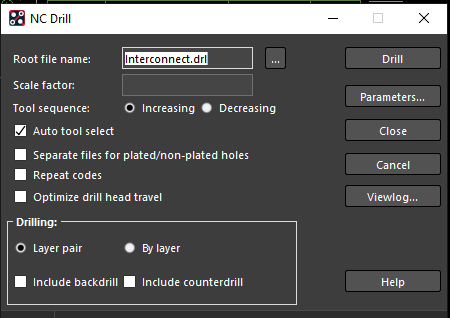 NC Drill
Root file name: Interconnect.drl ... Drill
Scale factor: Parameters...
Tool sequence: Increasing Decreasing
Auto tool select Close
Separate files for plated/non-plated holes Cancel
Repeat codes
Optimize drill head travel Viewlog...
Drilling:
Layer pair By layer
Include backdrill Include counterdrill Help